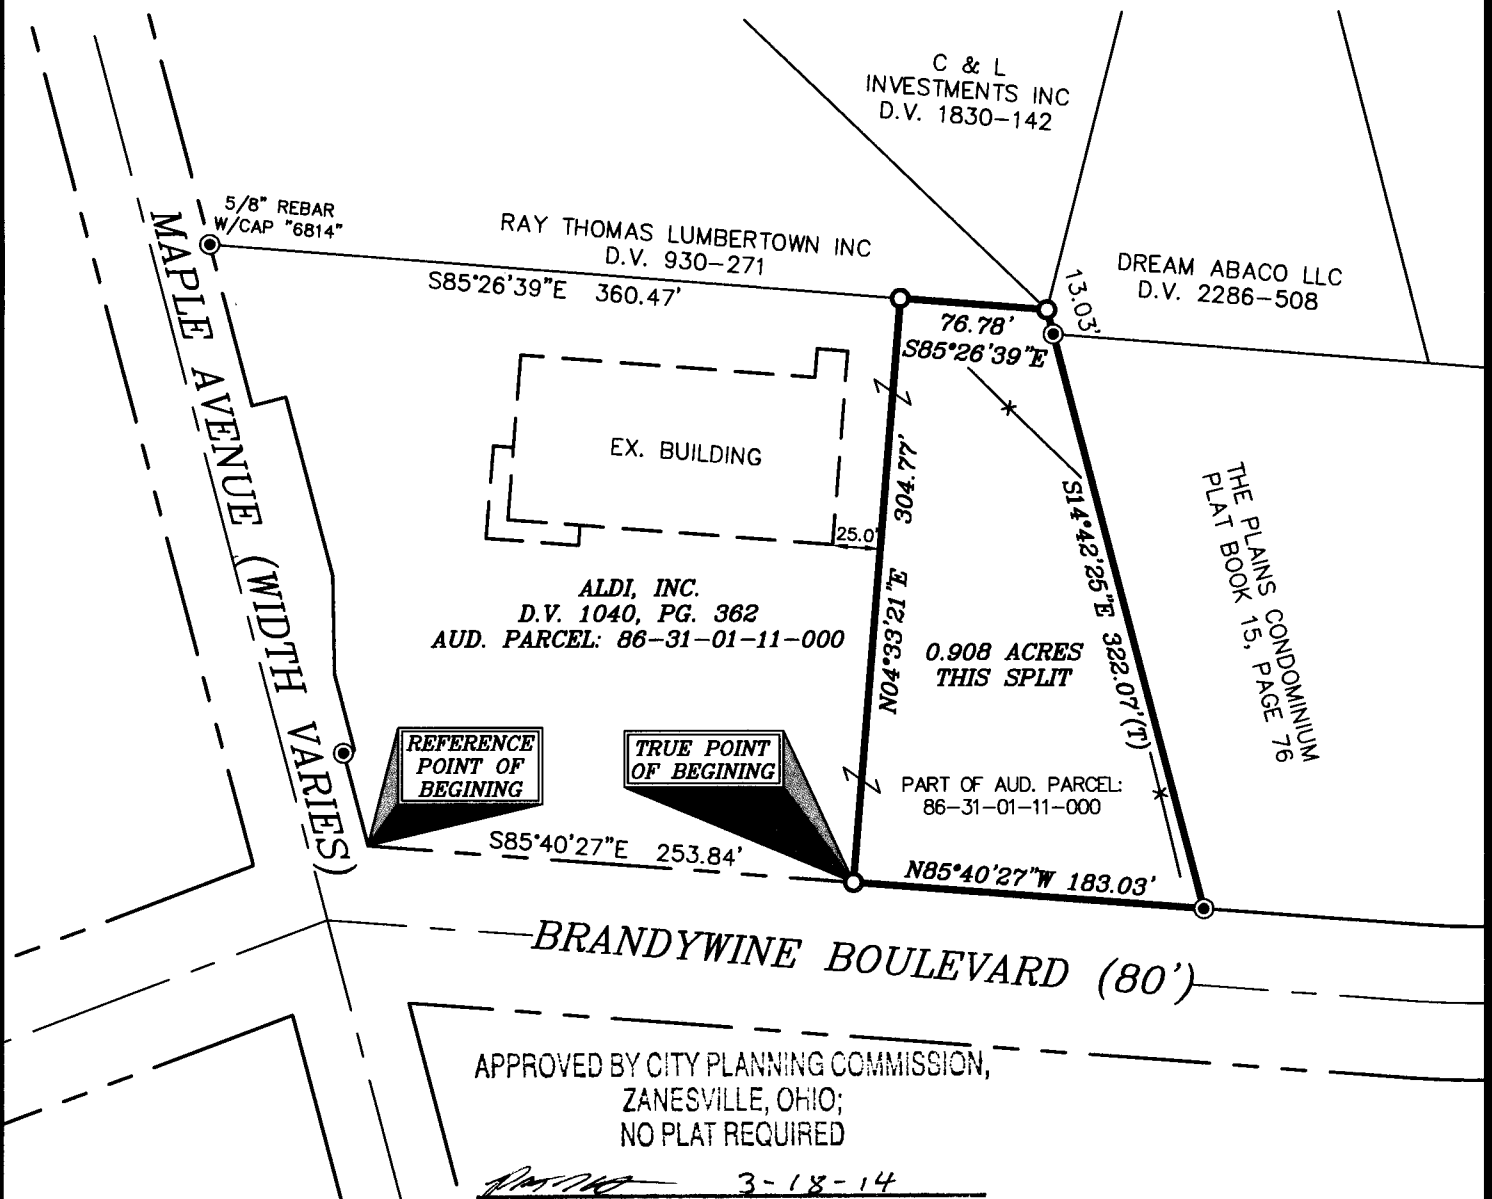 C & L
INVESTMENTS INC
D.V. 1830-142
5/8" REBAR
W/CAP "6814"
RAY THOMAS LUMBERTOWN INC
D.V. 930-271
S85°26'39"E 360.47'
DREAM ABACO LLC
D.V. 2286-508
13.03'
76.78'
S85°26'39"E
MAPLE AVENUE (WIDTH VARIES)
EX. BUILDING
25.0'
N04°33'21"E 304.77'
S14°42'25"E 322.07'(T)
THE PLAINS CONDOMINIUM
PLAT BOOK 15, PAGE 76
ALDI, INC.
D.V. 1040, PG. 362
AUD. PARCEL: 86-31-01-11-000
0.908 ACRES
THIS SPLIT
REFERENCE
POINT OF
BEGINING
TRUE POINT
OF BEGINING
PART OF AUD. PARCEL:
86-31-01-11-000
S85°40'27"E 253.84'
N85°40'27"W 183.03'
BRANDYWINE BOULEVARD (80')
APPROVED BY CITY PLANNING COMMISSION,
ZANESVILLE, OHIO;
NO PLAT REQUIRED
3-18-14